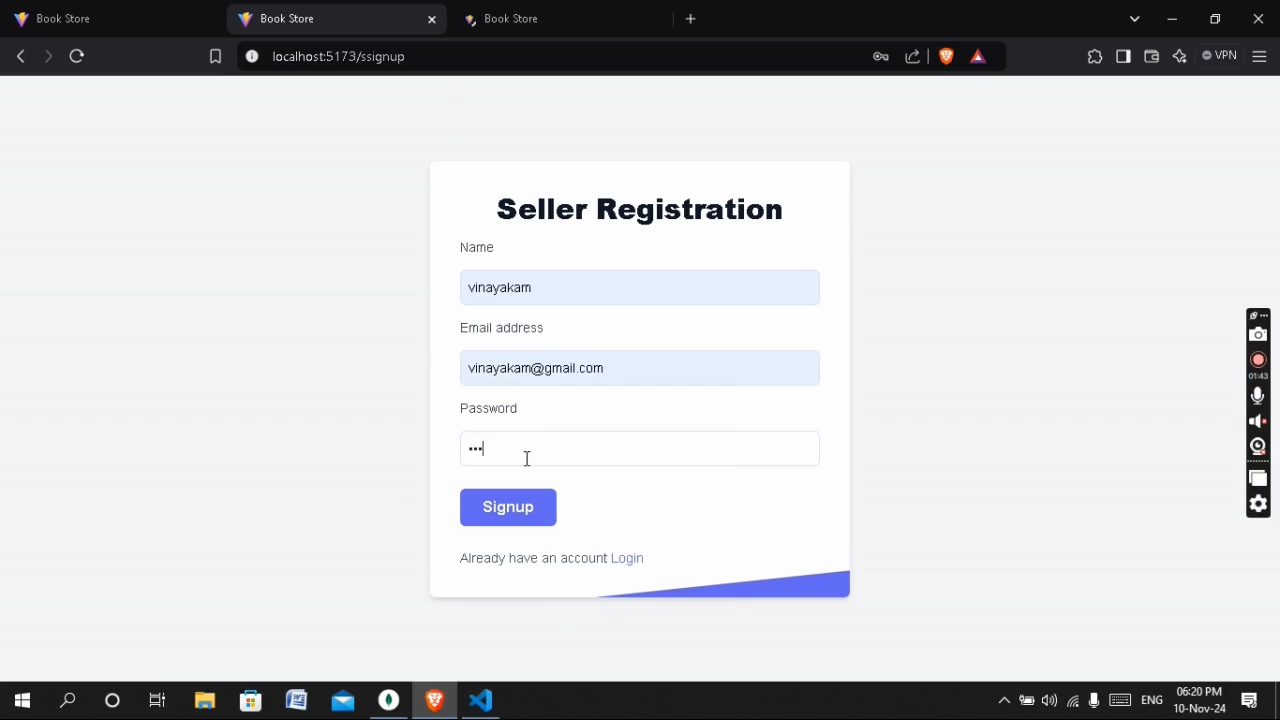 Book Store
Book Store
Book Store
localhost:5173/ssignup
VPN
Seller Registration
Name
vinayakam
Email address
vinayakam@gmail.com
Password
•••
Signup
Already have an account Login
01:43
ENG
06:20 PM
10-Nov-24